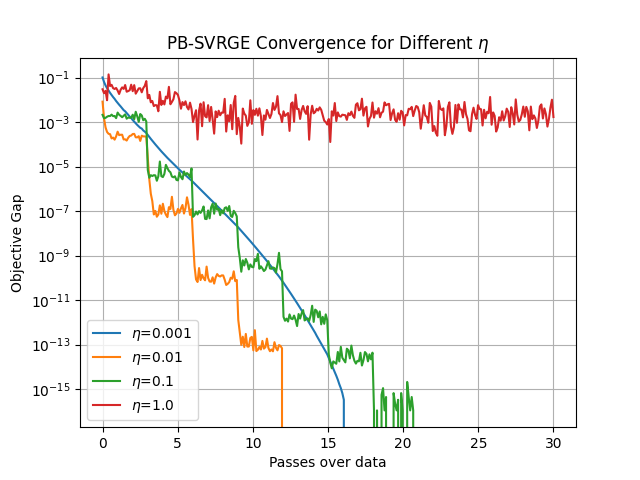 PB-SVRGE Convergence for Different η
Objective Gap
10⁻¹
10⁻³
10⁻⁵
10⁻⁷
10⁻⁹
10⁻¹¹
10⁻¹³
10⁻¹⁵
η=0.001
η=0.01
η=0.1
η=1.0
0 5 10 15 20 25 30
Passes over data